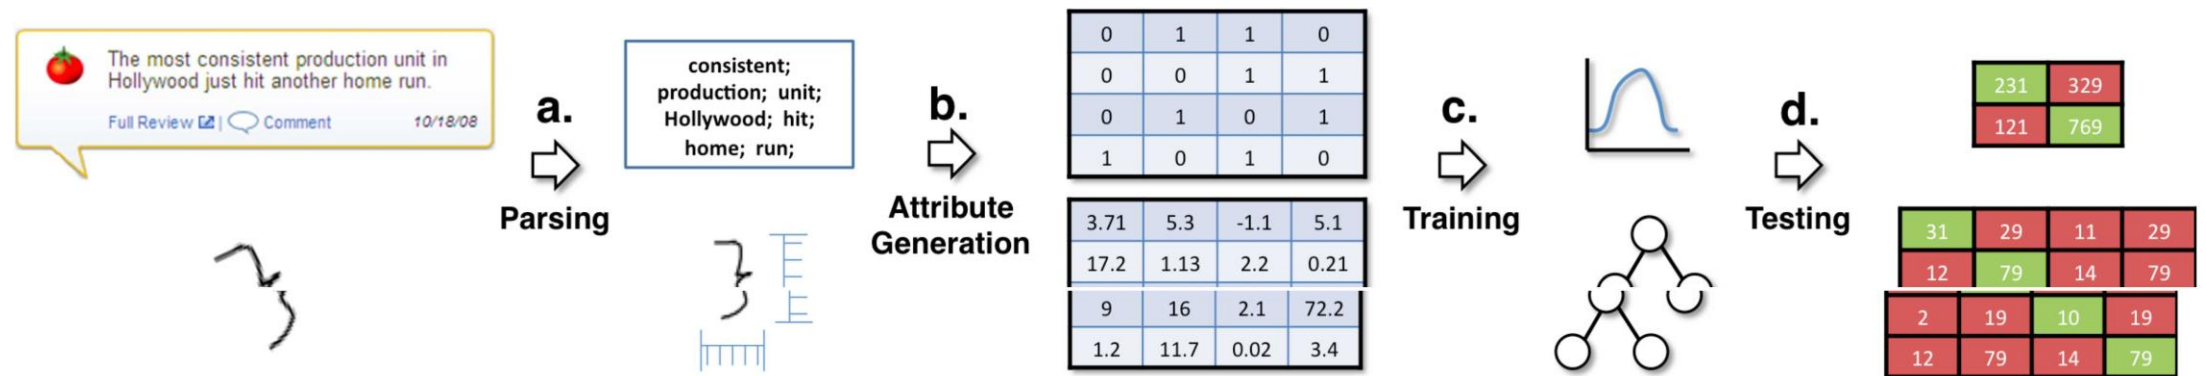 The most consistent production unit in
Hollywood just hit another home run.
Full Review | Comment 10/18/08
a.
Parsing
consistent;
production; unit;
Hollywood; hit;
home; run;
b.
Attribute
Generation
0 1 1 0
0 0 1 1
0 1 0 1
1 0 1 0
3.71 5.3 -1.1 5.1
17.2 1.13 2.2 0.21
9 16 2.1 72.2
1.2 11.7 0.02 3.4
c.
Training
d.
Testing
231 329
121 769
31 29 11 29
12 79 14 79
2 19 10 19
12 79 14 79